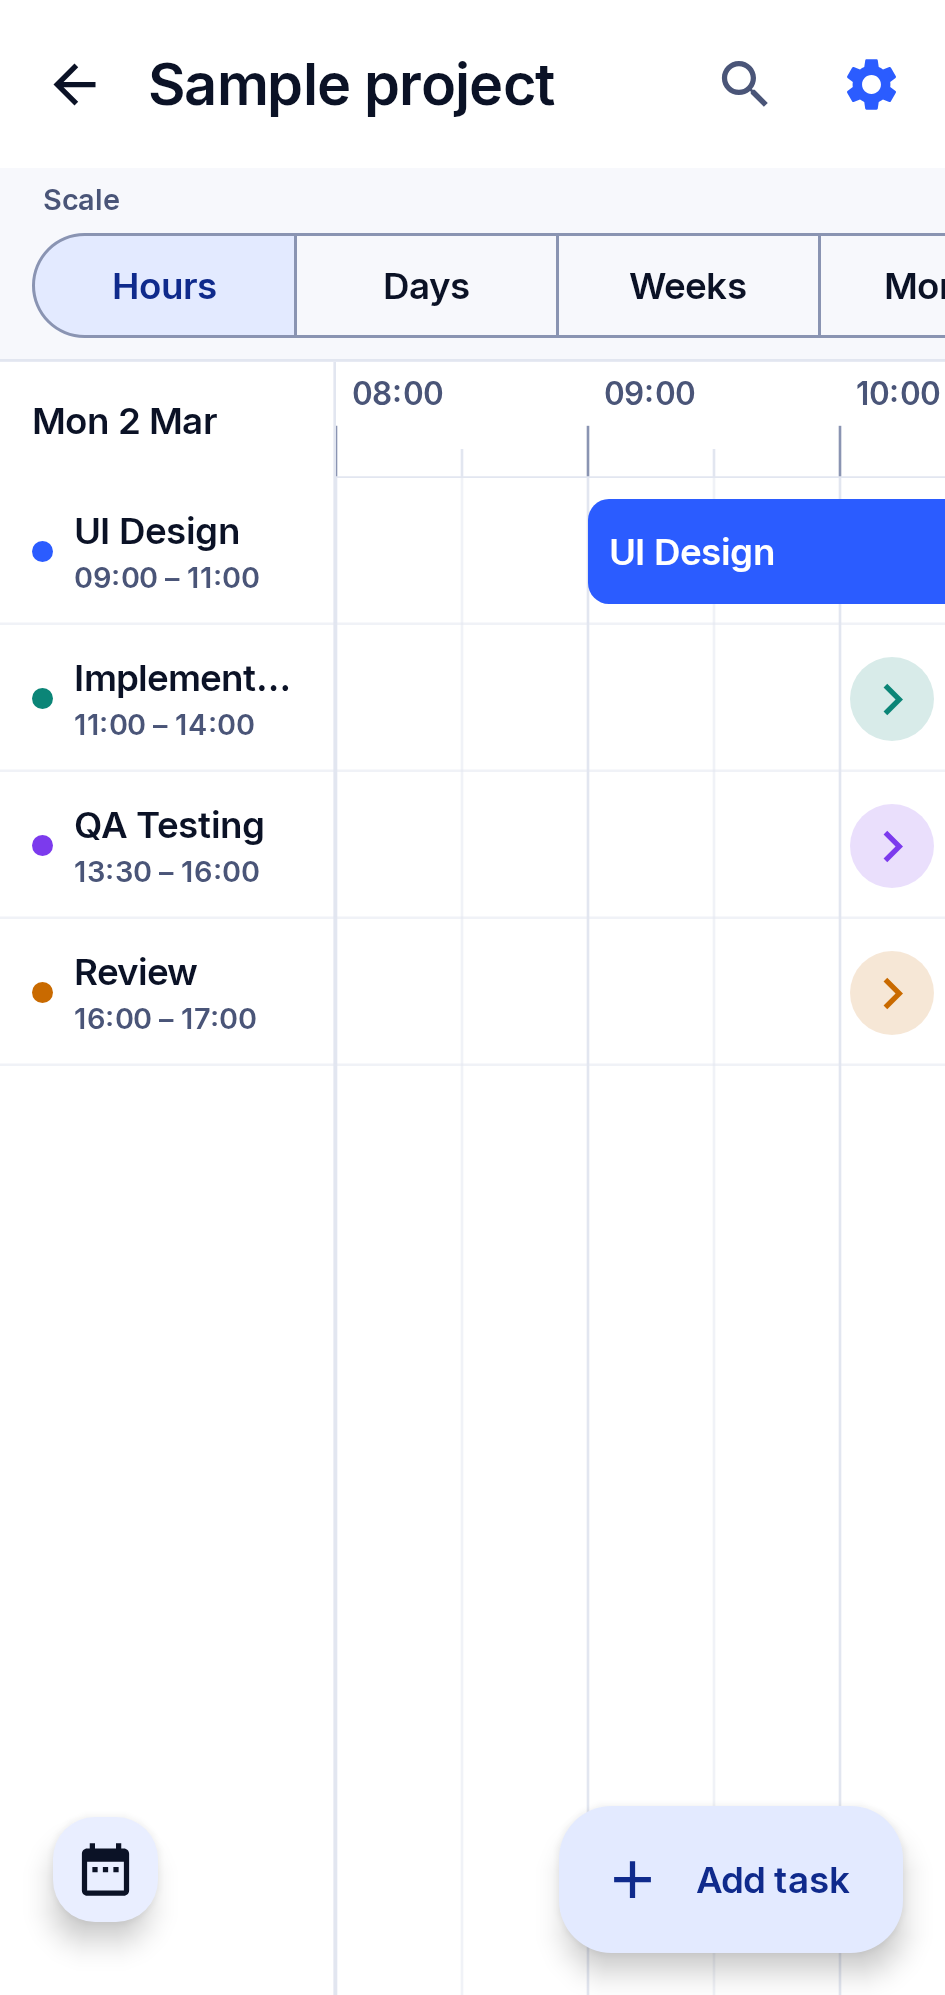 Sample project
Scale
Hours
Days
Weeks
Mon 2 Mar
08:00
09:00
10:00
UI Design
09:00 – 11:00
UI Design
Implement...
11:00 – 14:00
QA Testing
13:30 – 16:00
Review
16:00 – 17:00
Add task